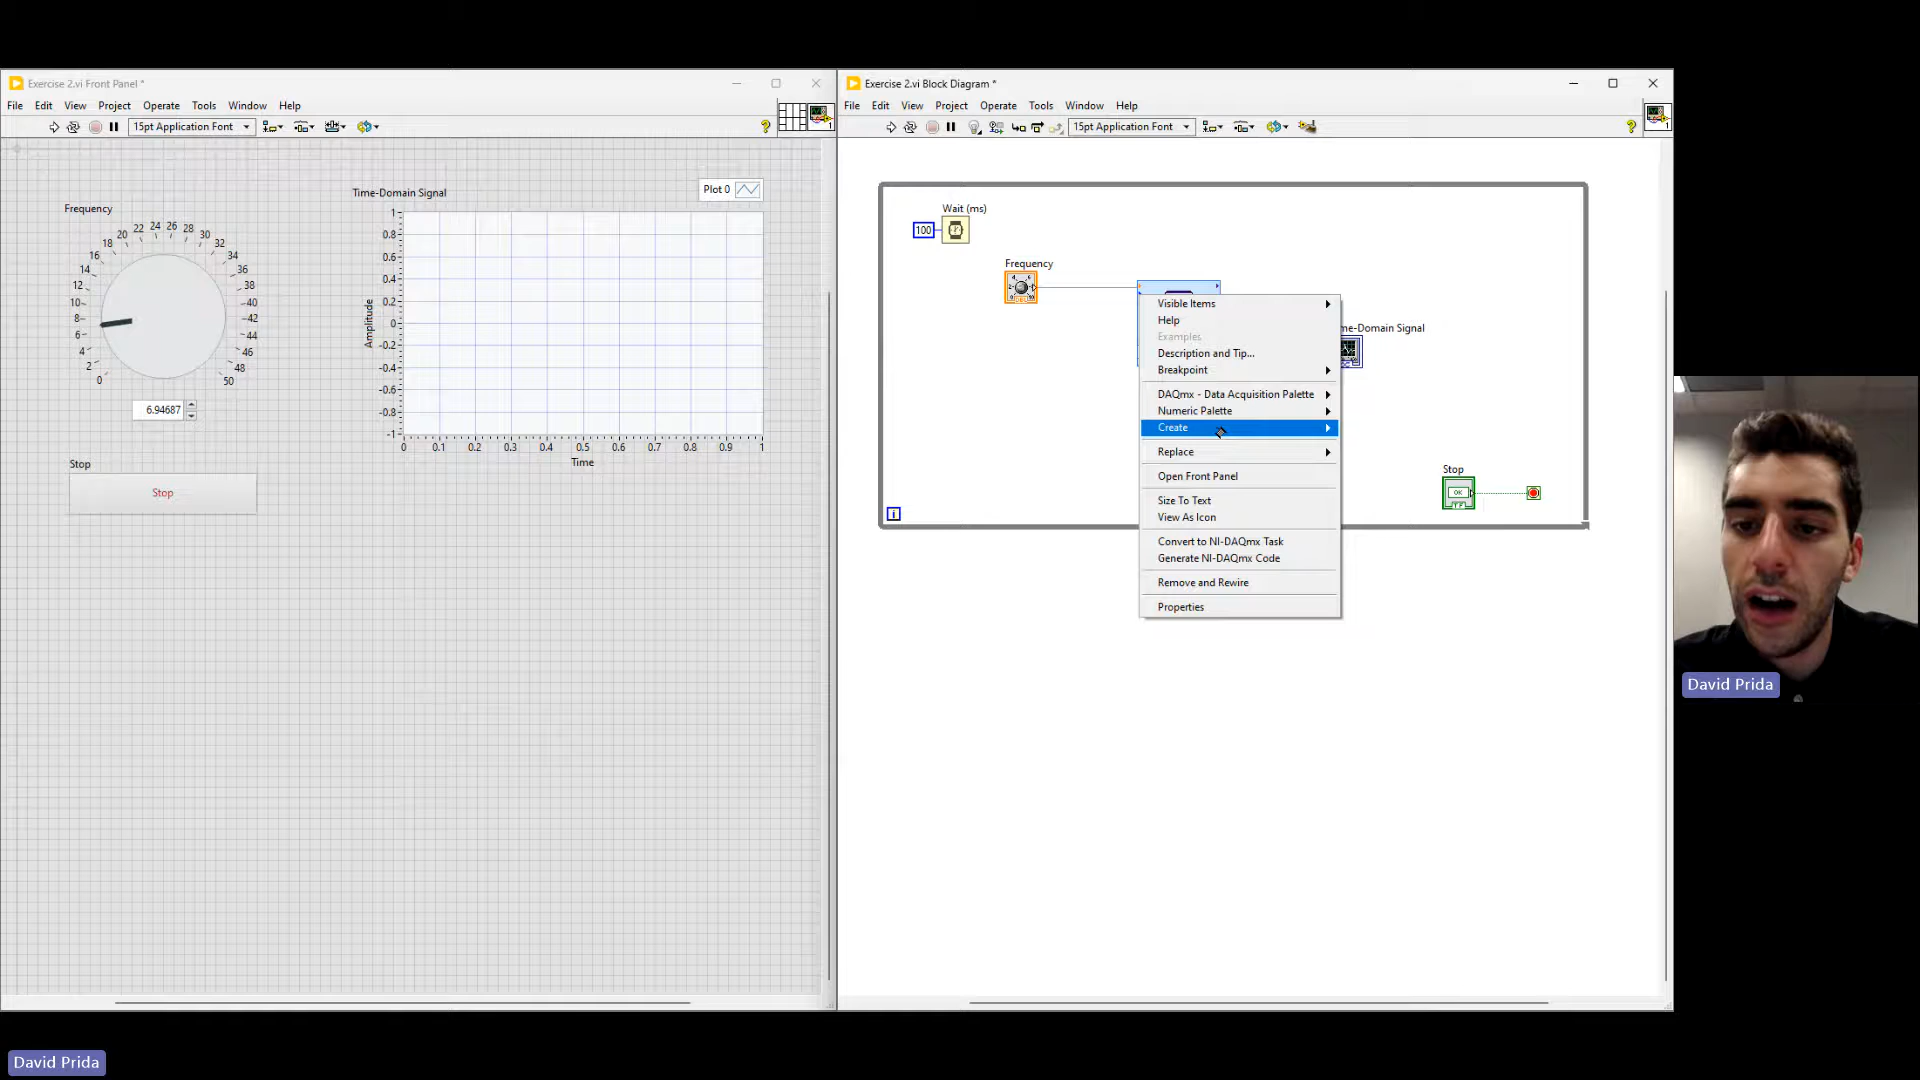 Exercise 2.vi Front Panel *
File Edit View Project Operate Tools Window Help
15pt Application Font
Time-Domain Signal
Plot 0
Frequency
0 2 4 6 8 10 12 14 16 18 20 22 24 26 28 30 32 34 36 38 40 42 44 46 48 50
6.94687
Amplitude
1
0.8
0.6
0.4
0.2
0
-0.2
-0.4
-0.6
-0.8
-1
0 0.1 0.2 0.3 0.4 0.5 0.6 0.7 0.8 0.9 1
Time
Stop
Stop
Exercise 2.vi Block Diagram *
File Edit View Project Operate Tools Window Help
15pt Application Font
Wait (ms)
100
Frequency
me-Domain Signal
Visible Items
Help
Examples
Description and Tip...
Breakpoint
DAQmx - Data Acquisition Palette
Numeric Palette
Create
Replace
Open Front Panel
Size To Text
View As Icon
Convert to NI-DAQmx Task
Generate NI-DAQmx Code
Remove and Rewire
Properties
Stop
OK
i
David Prida
David Prida